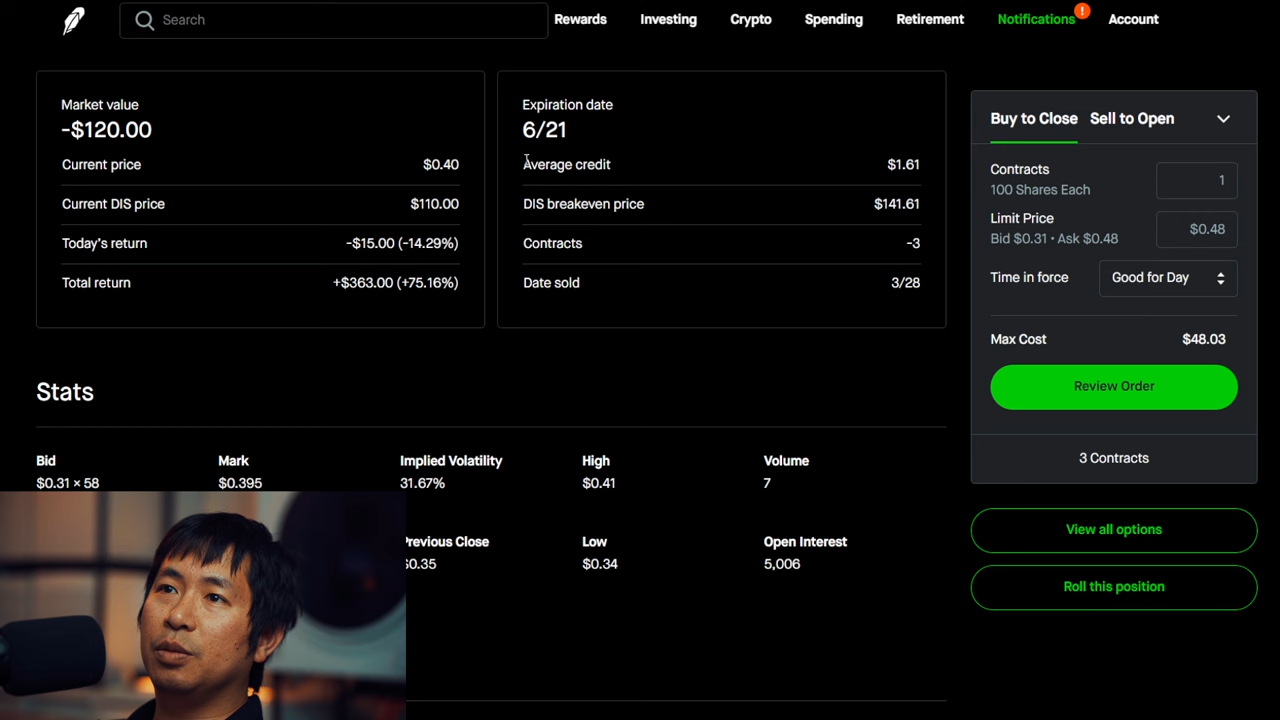 Search
Rewards
Investing
Crypto
Spending
Retirement
Notifications
!
Account
Market value
-$120.00
Current price $0.40
Current DIS price $110.00
Today's return -$15.00 (-14.29%)
Total return +$363.00 (+75.16%)
Expiration date
6/21
Average credit $1.61
DIS breakeven price $141.61
Contracts -3
Date sold 3/28
Buy to Close Sell to Open
Contracts
100 Shares Each
1
Limit Price
Bid $0.31 • Ask $0.48
$0.48
Time in force Good for Day
Max Cost $48.03
Review Order
3 Contracts
View all options
Roll this position
Stats
Bid Mark Implied Volatility High Volume
$0.31 × 58 $0.395 31.67% $0.41 7
Previous Close Low Open Interest
$0.35 $0.34 5,006